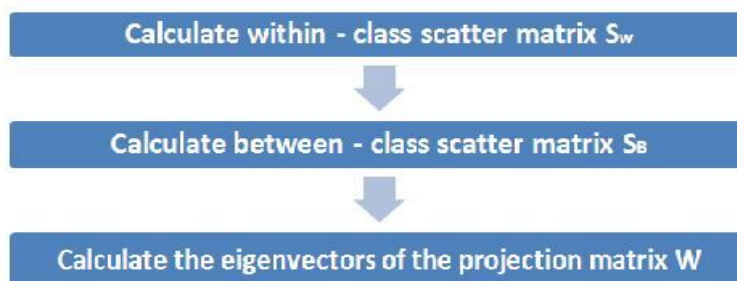 Calculate within - class scatter matrix Sw
Calculate between - class scatter matrix SB
Calculate the eigenvectors of the projection matrix W